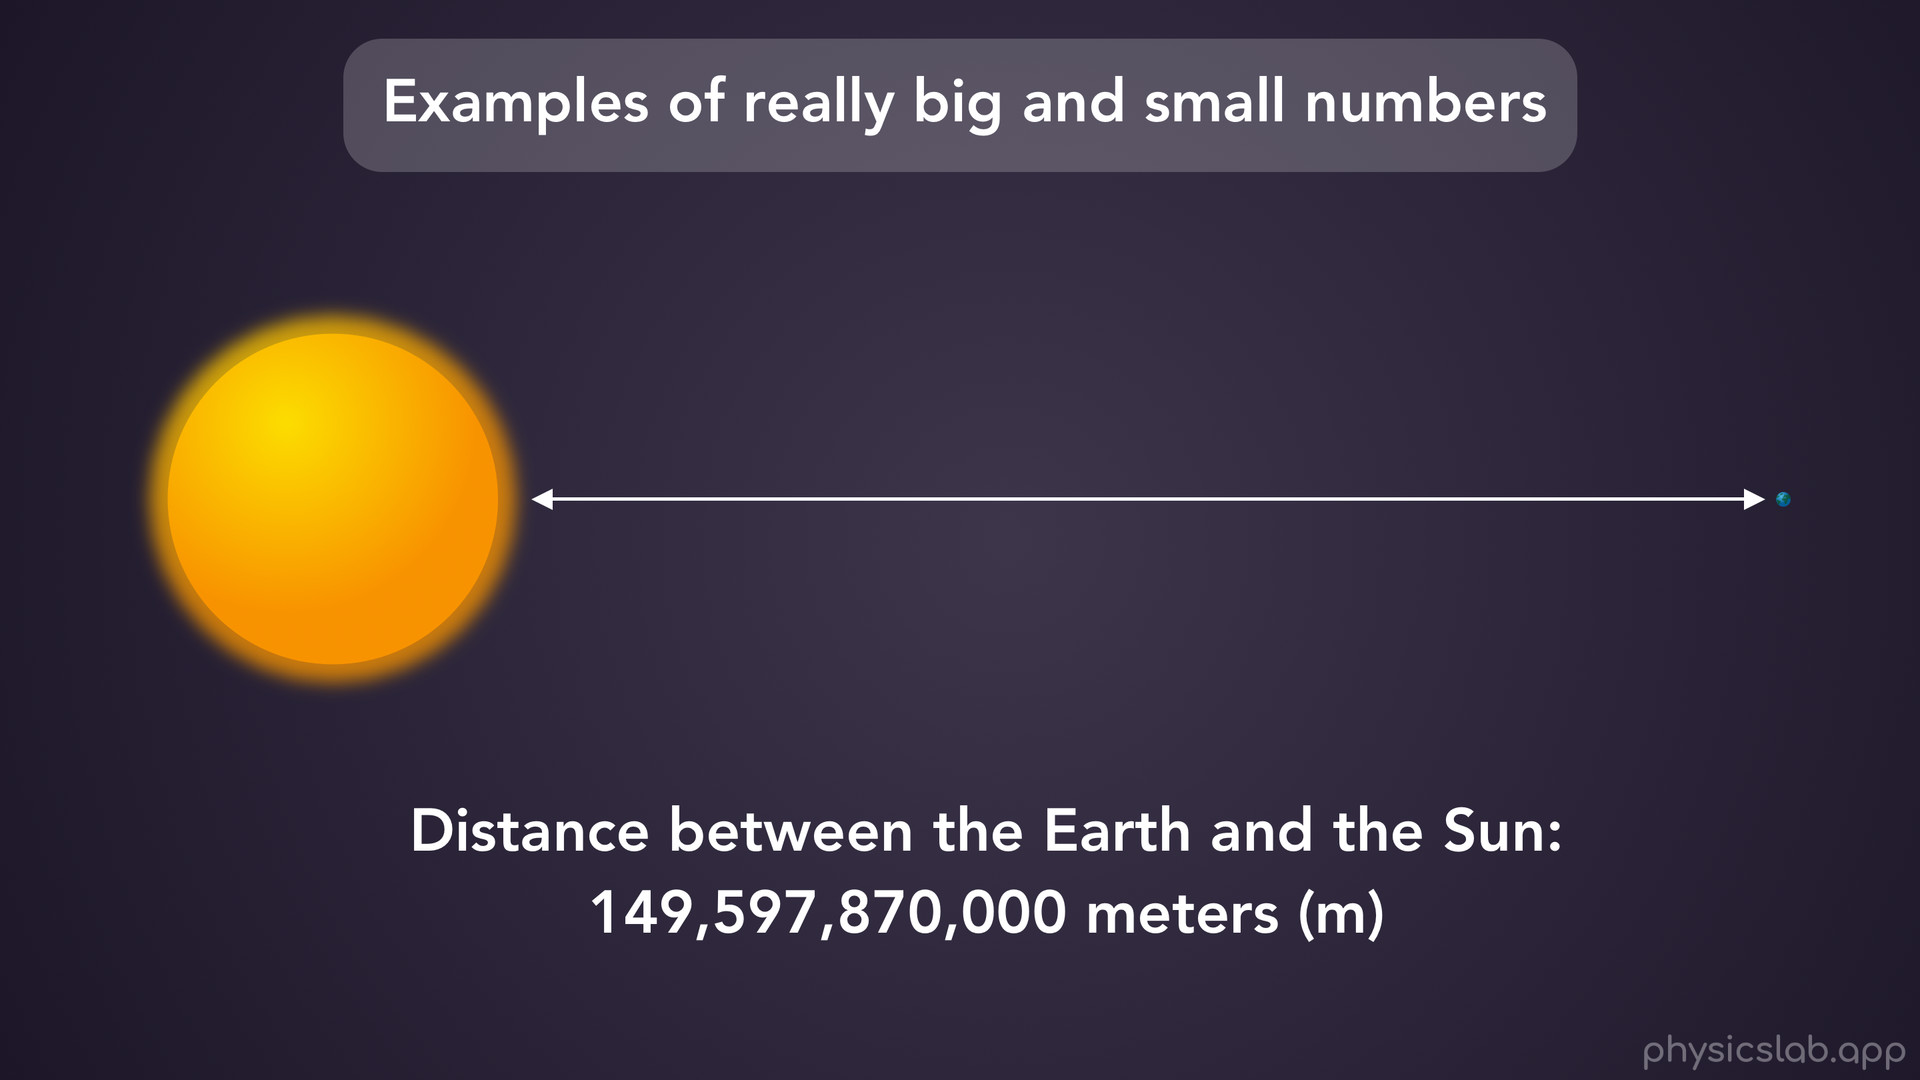 Examples of really big and small numbers
Distance between the Earth and the Sun:
149,597,870,000 meters (m)
physicslab.app